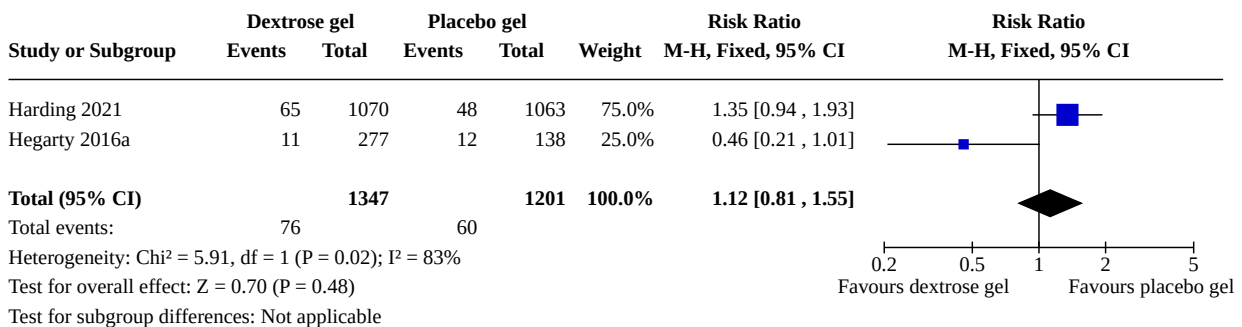 Dextrose gel Placebo gel Risk Ratio Risk Ratio
Study or Subgroup Events Total Events Total Weight M-H, Fixed, 95% CI M-H, Fixed, 95% CI
Harding 2021 65 1070 48 1063 75.0% 1.35 [0.94 , 1.93]
Hegarty 2016a 11 277 12 138 25.0% 0.46 [0.21 , 1.01]
Total (95% CI) 1347 1201 100.0% 1.12 [0.81 , 1.55]
Total events: 76 60
Heterogeneity: Chi² = 5.91, df = 1 (P = 0.02); I² = 83%
0.2 0.5 1 2 5
Test for overall effect: Z = 0.70 (P = 0.48) Favours dextrose gel Favours placebo gel
Test for subgroup differences: Not applicable